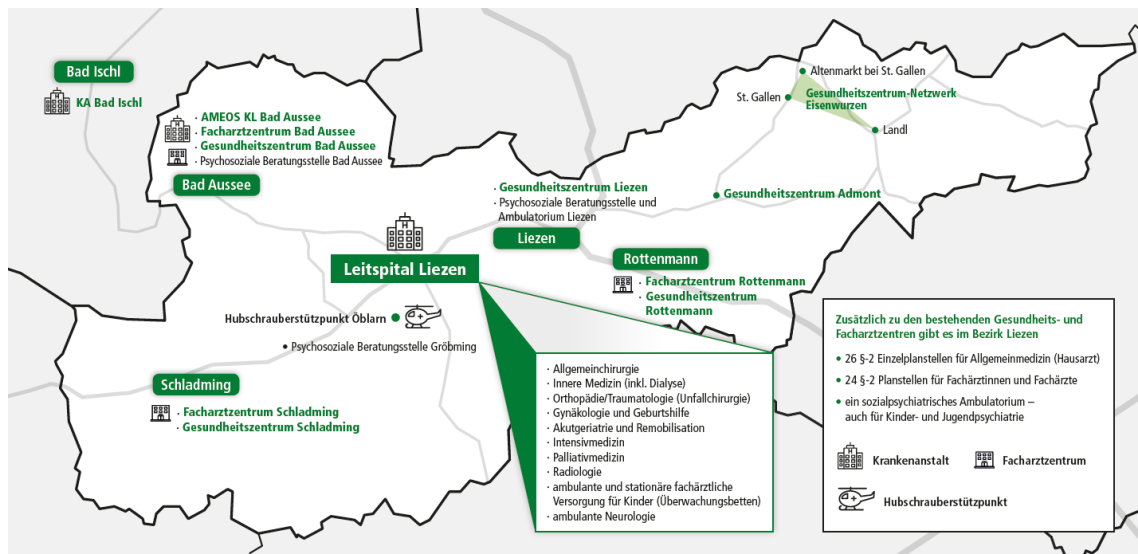 Bad Ischl
KA Bad Ischl
· AMEOS KL Bad Aussee
· Facharztzentrum Bad Aussee
· Gesundheitszentrum Bad Aussee
· Psychosoziale Beratungsstelle Bad Aussee
Bad Aussee
Altenmarkt bei St. Gallen
St. Gallen
Gesundheitszentrum-Netzwerk
Eisenwurzen
Landl
· Gesundheitszentrum Liezen
· Psychosoziale Beratungsstelle und
Ambulatorium Liezen
Liezen
Gesundheitszentrum Admont
Leitspital Liezen
Rottenmann
· Facharztzentrum Rottenmann
· Gesundheitszentrum
Rottenmann
Hubschrauberstützpunkt Öblarn
• Psychosoziale Beratungsstelle Gröbming
Schladming
· Facharztzentrum Schladming
· Gesundheitszentrum Schladming
· Allgemeinchirurgie
· Innere Medizin (inkl. Dialyse)
· Orthopädie/Traumatologie (Unfallchirurgie)
· Gynäkologie und Geburtshilfe
· Akutgeriatrie und Remobilisation
· Intensivmedizin
· Palliativmedizin
· Radiologie
· ambulante und stationäre fachärztliche
Versorgung für Kinder (Überwachungsbetten)
· ambulante Neurologie
Zusätzlich zu den bestehenden Gesundheits- und
Facharztzentren gibt es im Bezirk Liezen
• 26 §-2 Einzelplanstellen für Allgemeinmedizin (Hausarzt)
• 24 §-2 Planstellen für Fachärztinnen und Fachärzte
• ein sozialpsychiatrisches Ambulatorium –
auch für Kinder- und Jugendpsychiatrie
Krankenanstalt
Facharztzentrum
Hubschrauberstützpunkt